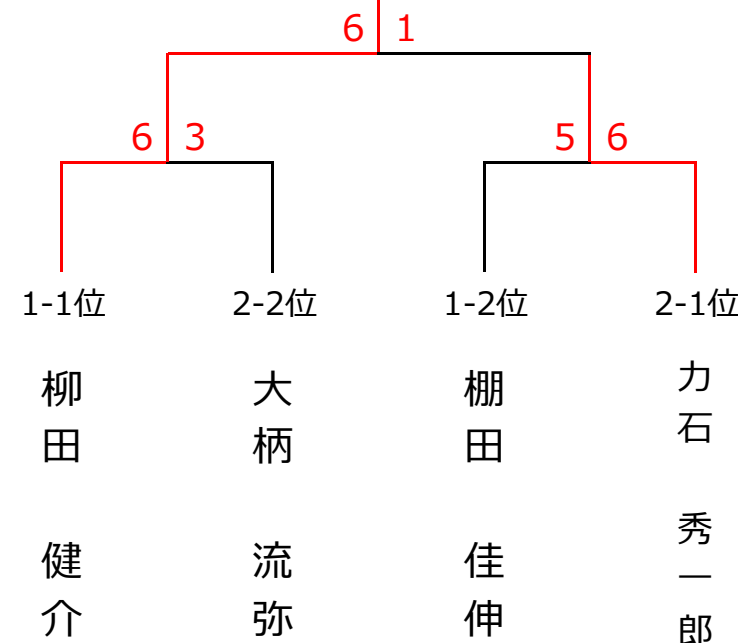 6 1
6 3
5 6
1-1位
2-2位
1-2位
2-1位
柳田 健介
大柄 流弥
棚田 佳伸
力石 秀一郎